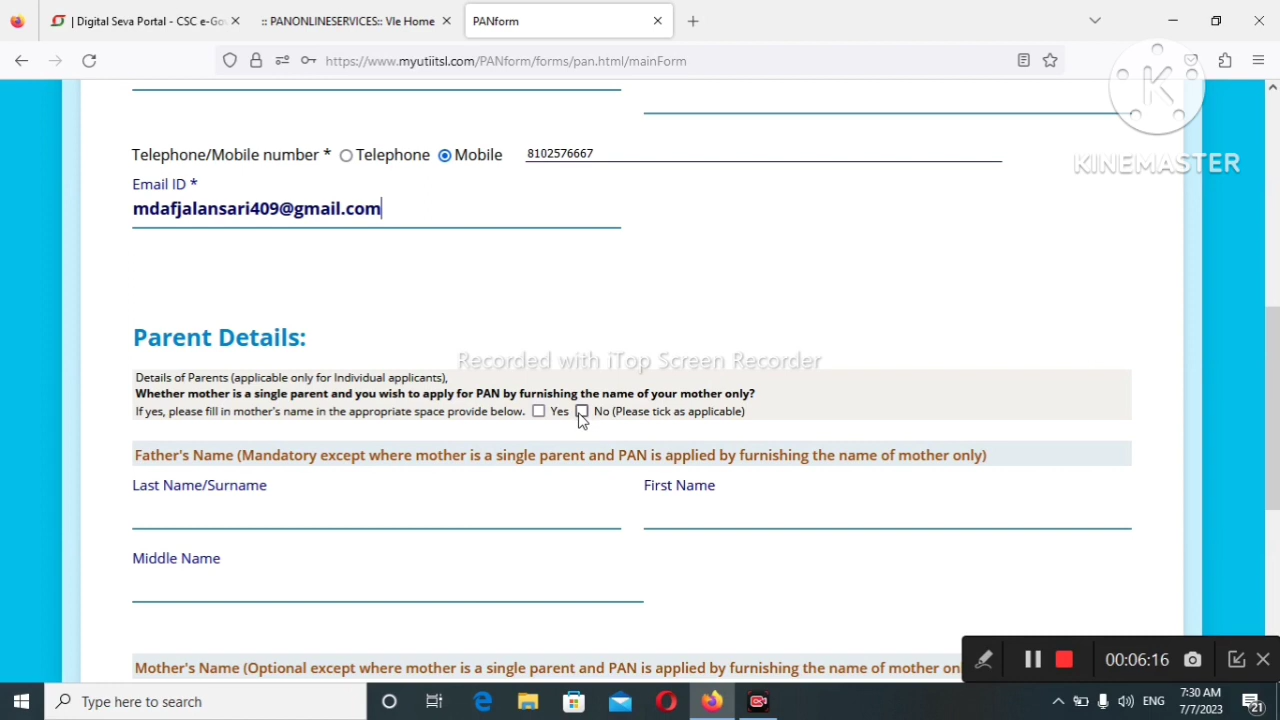 | Digital Seva Portal - CSC e-Gov
:: PANONLINESERVICES:: Vle Home
PANform
https://www.myutiitsl.com/PANform/forms/pan.html/mainForm
K
KINEMASTER
Telephone/Mobile number * Telephone Mobile 8102576667
Email ID *
mdafjalansari409@gmail.com
Parent Details:
Recorded with iTop Screen Recorder
Details of Parents (applicable only for Individual applicants),
Whether mother is a single parent and you wish to apply for PAN by furnishing the name of your mother only?
If yes, please fill in mother's name in the appropriate space provide below. Yes No (Please tick as applicable)
Father's Name (Mandatory except where mother is a single parent and PAN is applied by furnishing the name of mother only)
Last Name/Surname First Name
Middle Name
Mother's Name (Optional except where mother is a single parent and PAN is applied by furnishing the name of mother
00:06:16
Type here to search
ENG
7:30 AM
7/7/2023
21